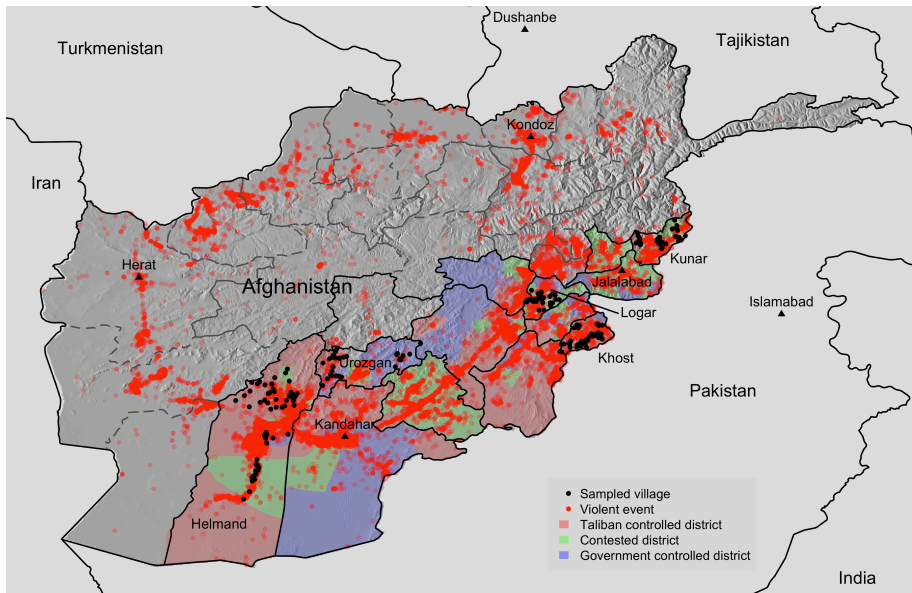 Dushanbe
Turkmenistan
Tajikistan
Kondoz
Iran
Kunar
Herat
Jalalabad
Afghanistan
Islamabad
Logar
Khost
Urozgan
Pakistan
Kandahar
Helmand
Sampled village
Violent event
Taliban controlled district
Contested district
Government controlled district
India